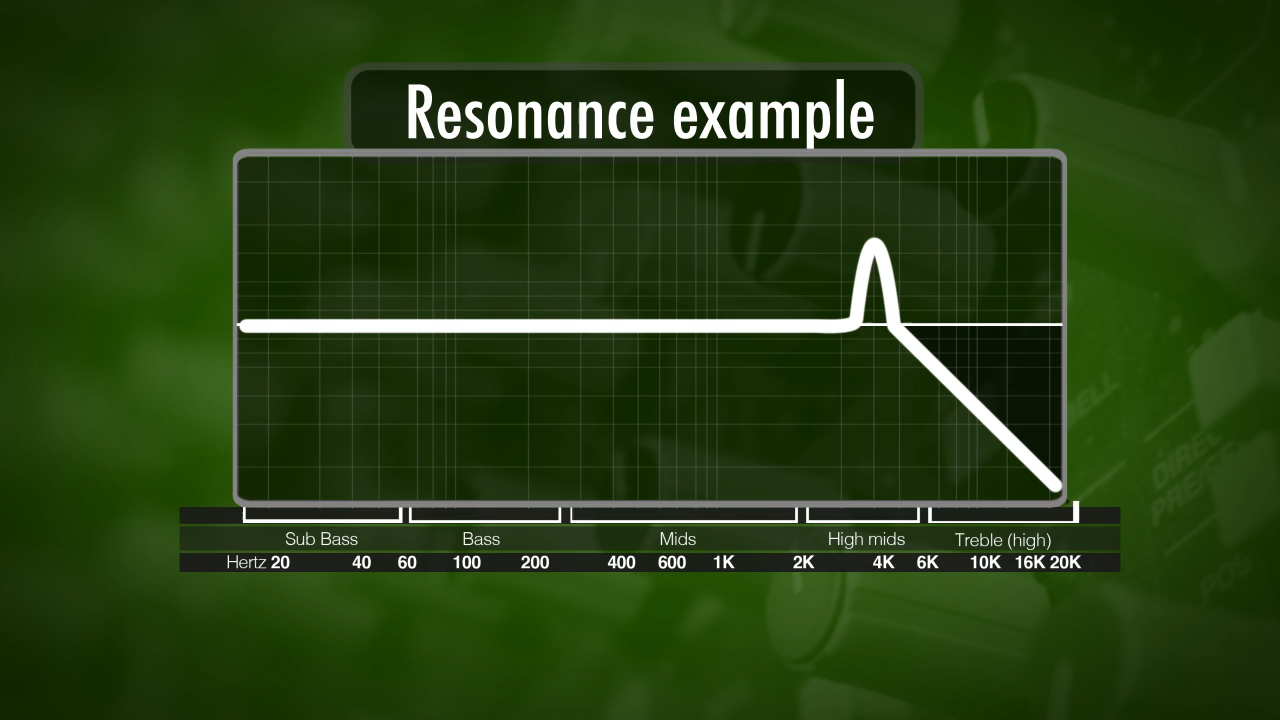 Resonance example
Sub Bass Bass Mids High mids Treble (high)
Hertz 20 40 60 100 200 400 600 1K 2K 4K 6K 10K 16K 20K